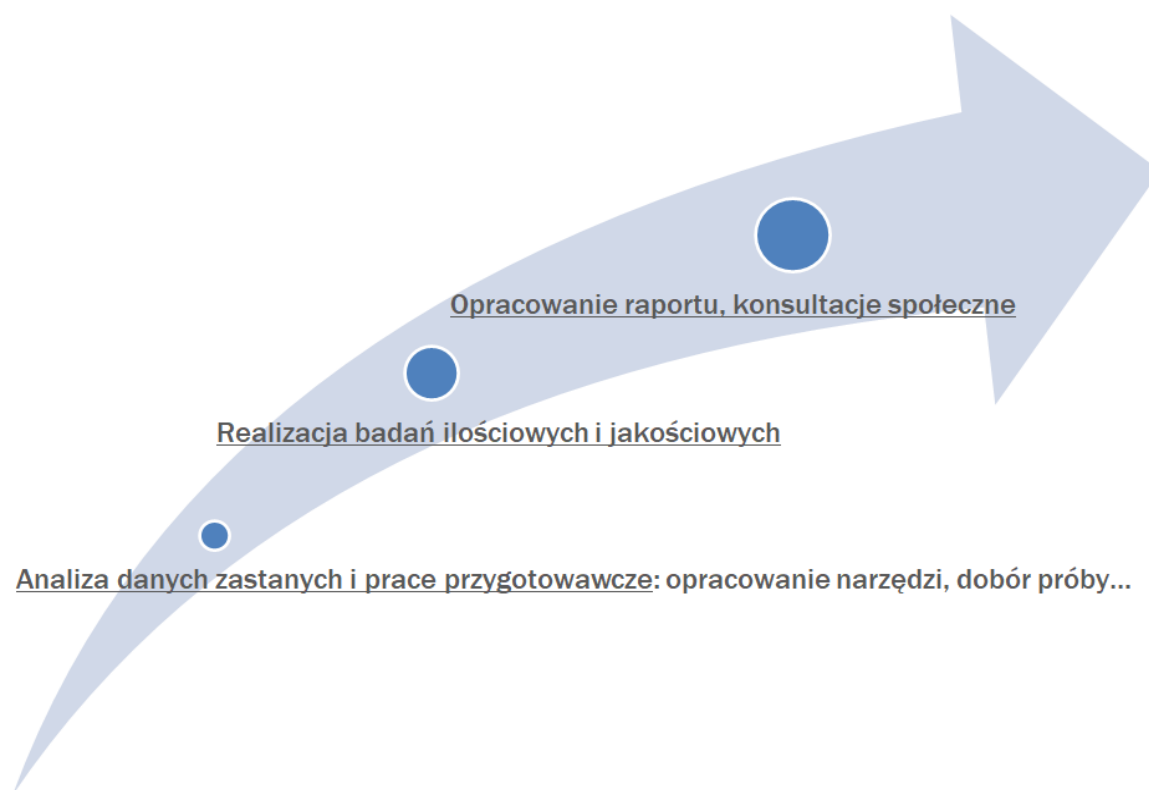 Opracowanie raportu, konsultacje społeczne
Realizacja badań ilościowych i jakościowych
Analiza danych zastanych i prace przygotowawcze: opracowanie narzędzi, dobór próby...